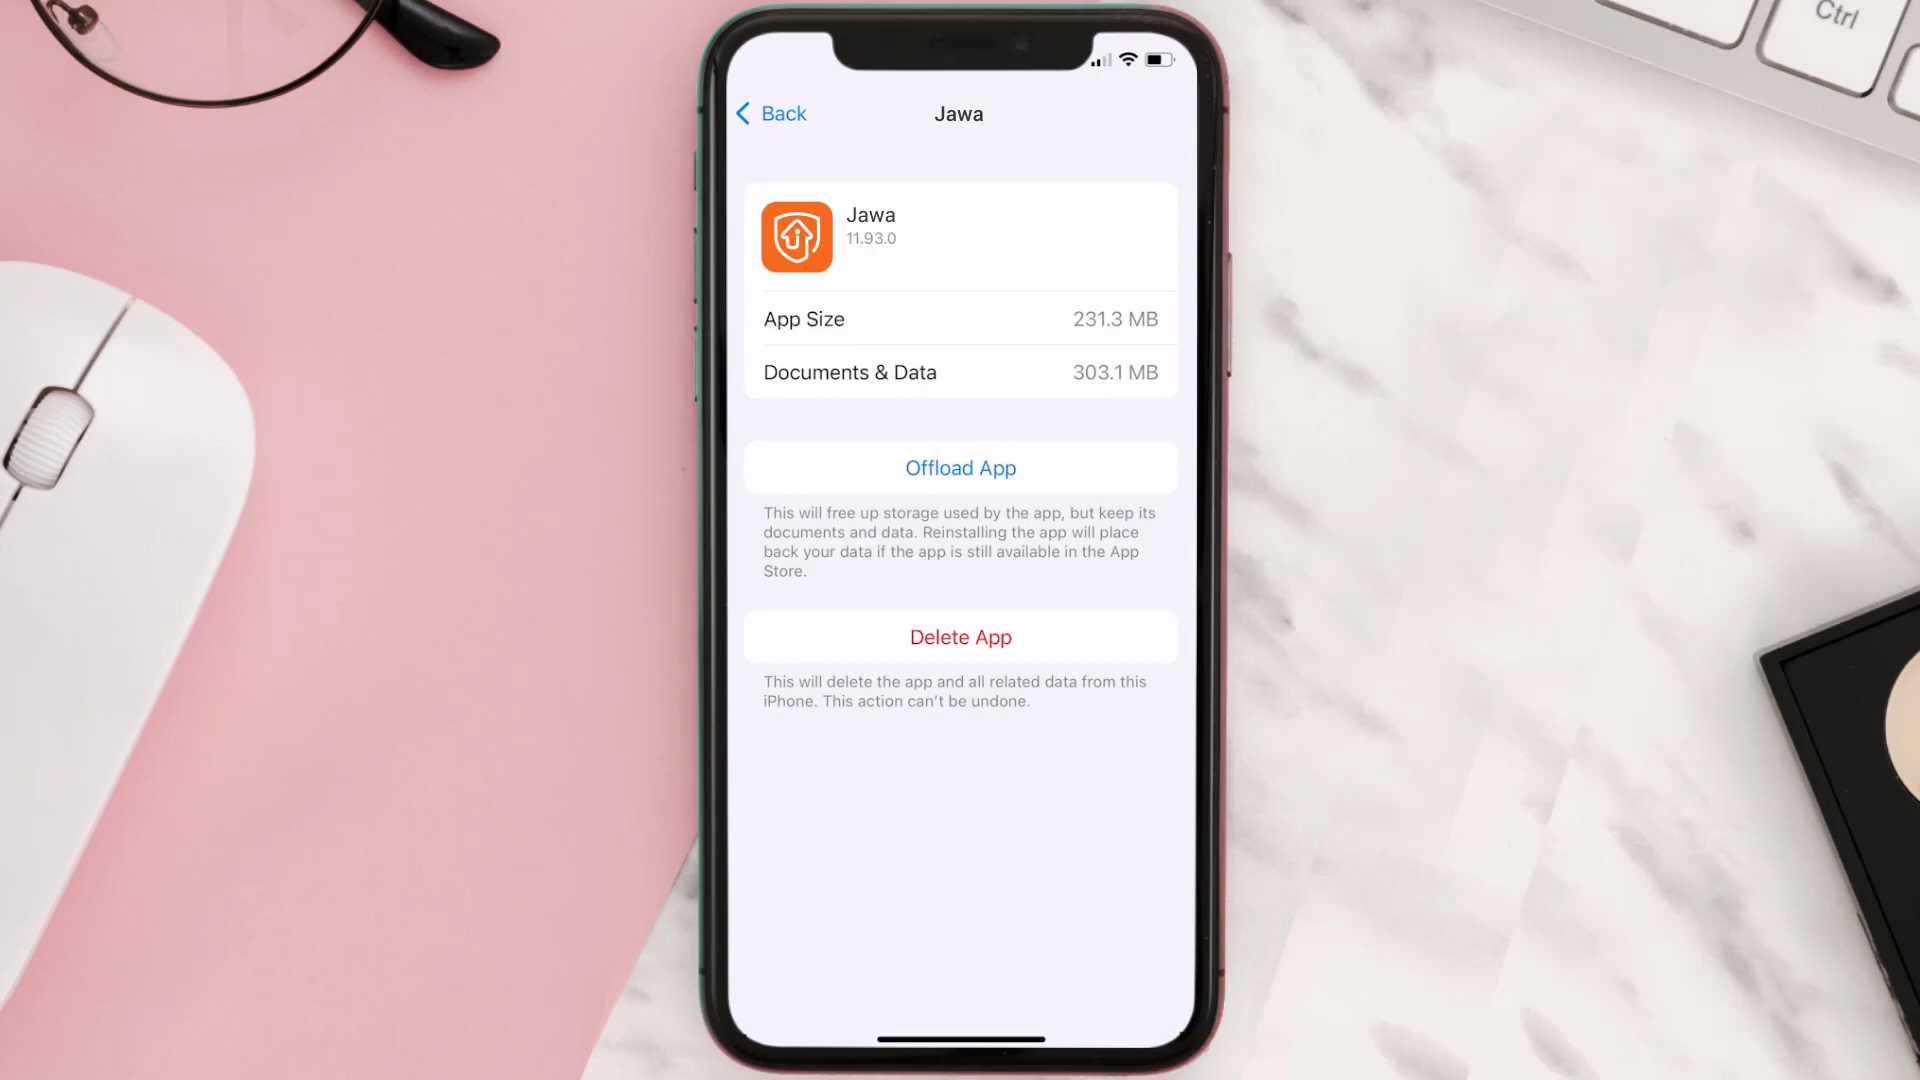 Ctrl
Back
Jawa
Jawa
11.93.0
App Size
231.3 MB
Documents & Data
303.1 MB
Offload App
This will free up storage used by the app, but keep its
documents and data. Reinstalling the app will place
back your data if the app is still available in the App
Store.
Delete App
This will delete the app and all related data from this
iPhone. This action can't be undone.